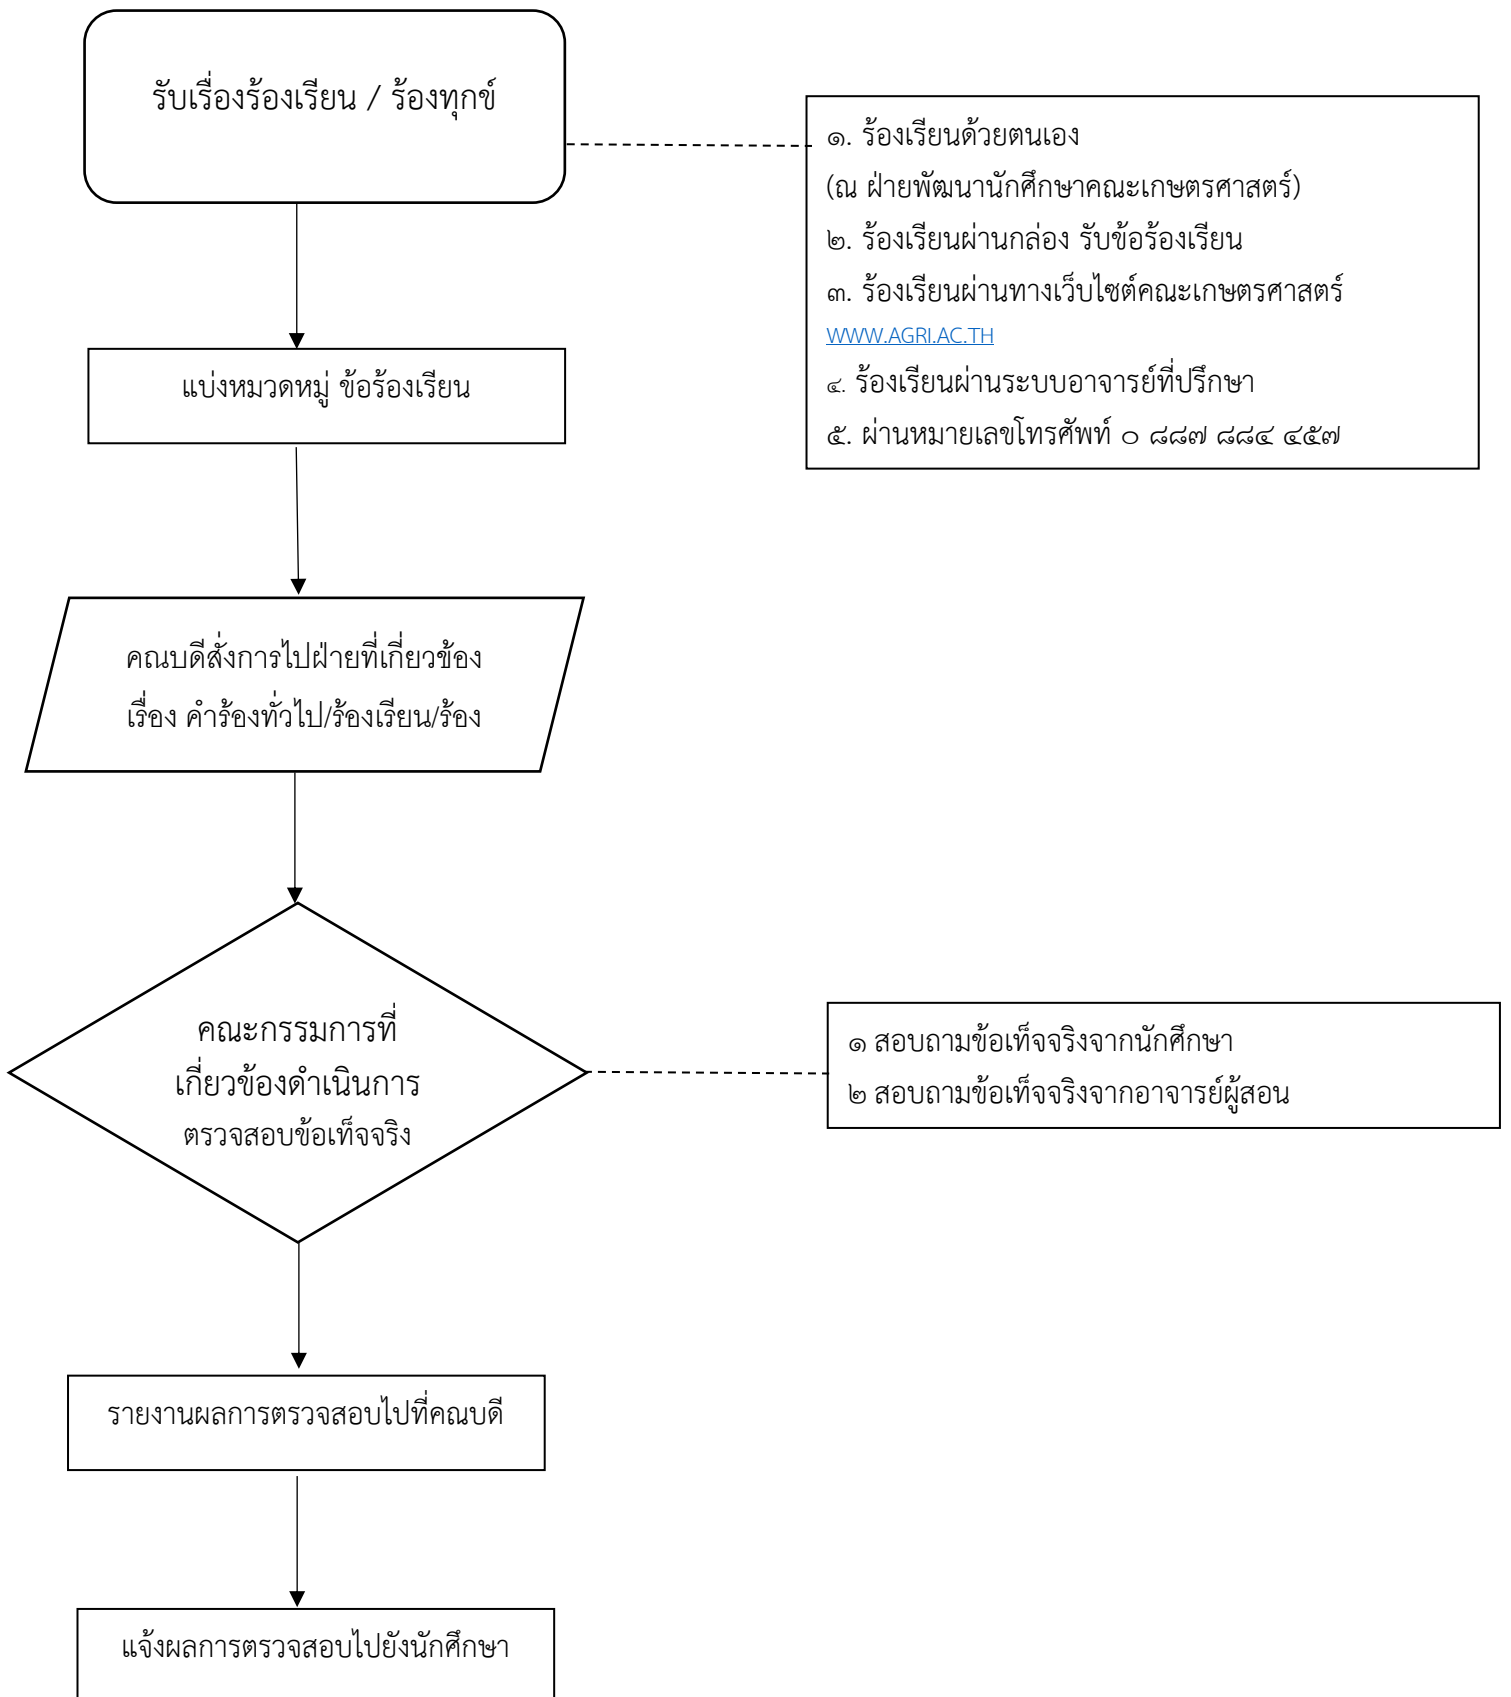 รับเรื่องร้องเรียน / ร้องทุกข์
๑. ร้องเรียนด้วยตนเอง
(ณ ฝ่ายพัฒนานักศึกษาคณะเกษตรศาสตร์)
๒. ร้องเรียนผ่านกล่อง รับข้อร้องเรียน
๓. ร้องเรียนผ่านทางเว็บไซต์คณะเกษตรศาสตร์
WWW.AGRI.AC.TH
๔. ร้องเรียนผ่านระบบอาจารย์ที่ปรึกษา
๕. ผ่านหมายเลขโทรศัพท์ ๐ ๘๘๗ ๘๘๔ ๔๕๗
แบ่งหมวดหมู่ ข้อร้องเรียน
คณบดีสั่งการไปฝ่ายที่เกี่ยวข้อง
เรื่อง คำร้องทั่วไป/ร้องเรียน/ร้อง
คณะกรรมการที่
เกี่ยวข้องดำเนินการ
ตรวจสอบข้อเท็จจริง
๑ สอบถามข้อเท็จจริงจากนักศึกษา
๒ สอบถามข้อเท็จจริงจากอาจารย์ผู้สอน
รายงานผลการตรวจสอบไปที่คณบดี
แจ้งผลการตรวจสอบไปยังนักศึกษา